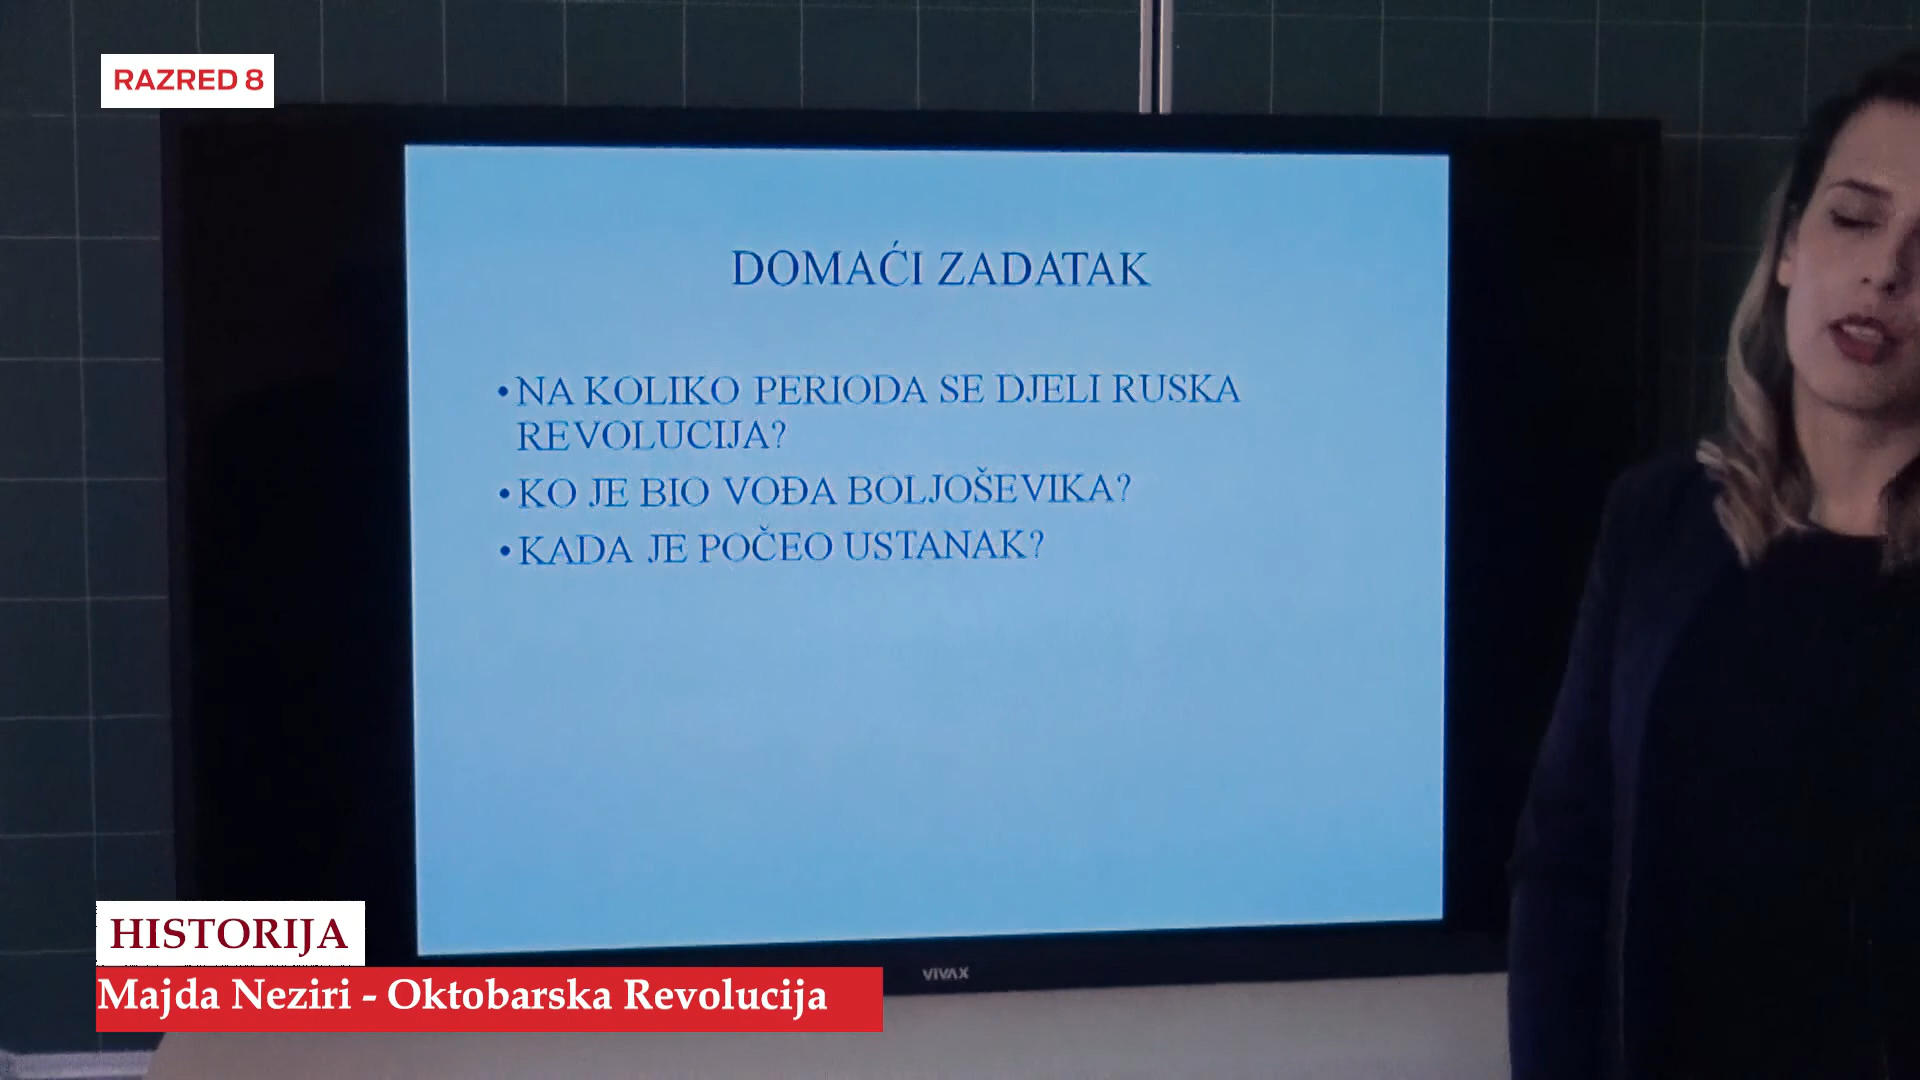 RAZRED 8
DOMAĆI ZADATAK
• NA KOLIKO PERIODA SE DJELI RUSKA
REVOLUCIJA?
• KO JE BIO VOĐA BOLJOŠEVIKA?
• KADA JE POČEO USTANAK?
VIVAX
HISTORIJA
Majda Neziri - Oktobarska Revolucija